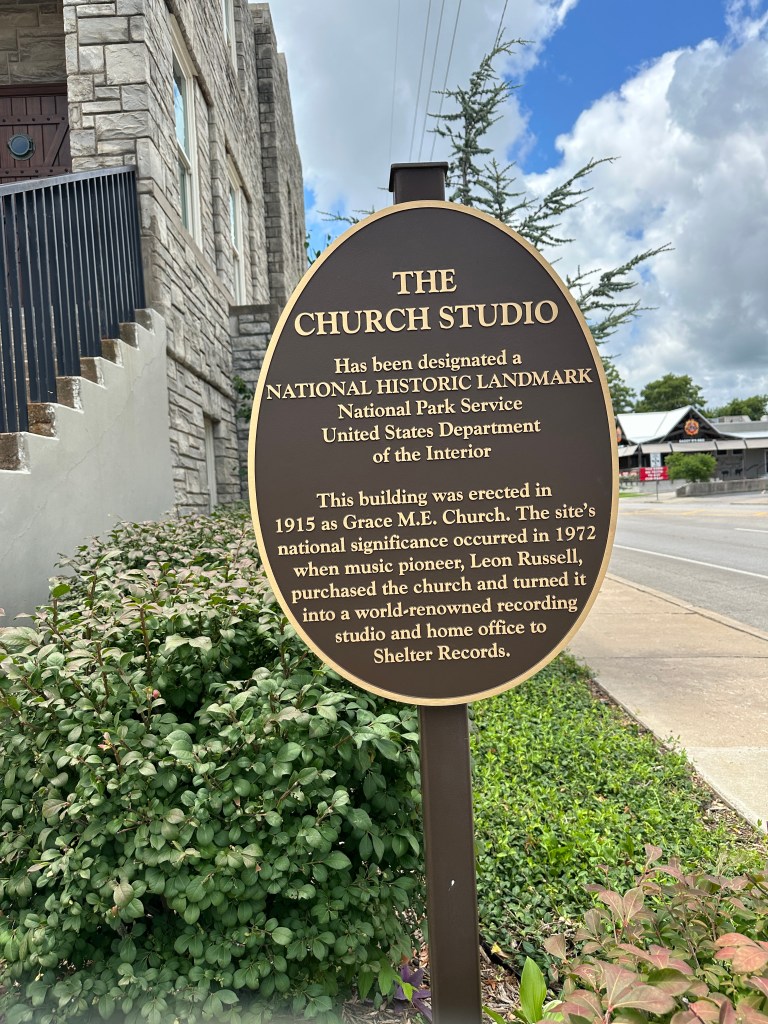 THE
CHURCH STUDIO
Has been designated a
NATIONAL HISTORIC LANDMARK
National Park Service
United States Department
of the Interior
This building was erected in
1915 as Grace M.E. Church. The site's
national significance occurred in 1972
when music pioneer, Leon Russell,
purchased the church and turned it
into a world-renowned recording
studio and home office to
Shelter Records.